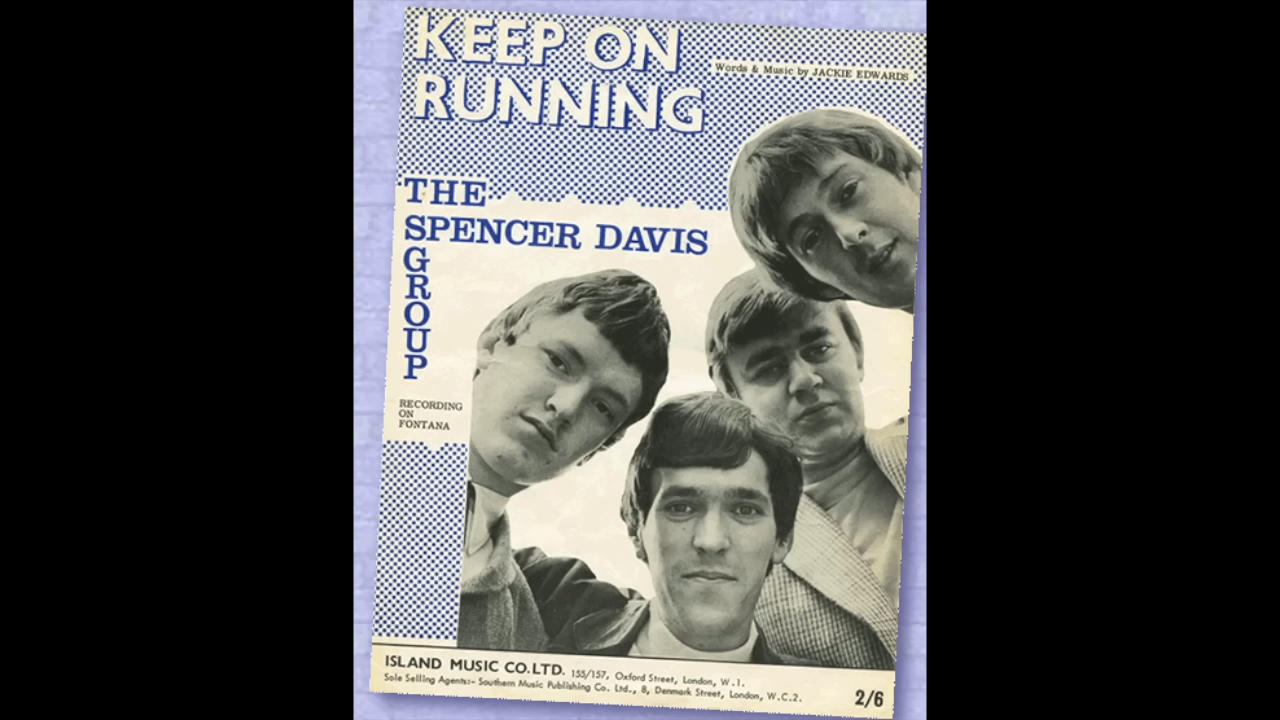 KEEP ON
RUNNING
Words & Music by JACKIE EDWARDS
THE
SPENCER DAVIS
GROUP
RECORDING
ON
FONTANA
ISLAND MUSIC CO.LTD. 155/157, Oxford Street, London, W.1.
Sole Selling Agents:- Southern Music Publishing Co. Ltd., 8, Denmark Street, London, W.C.2.
2/6